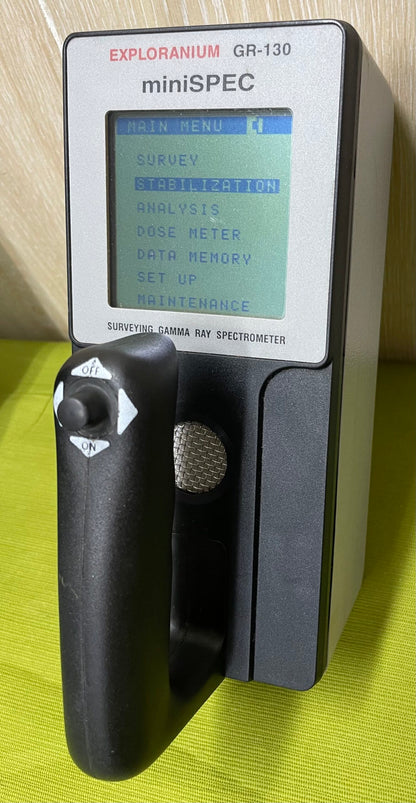 EXPLORANIUM GR-130
miniSPEC
MAIN MENU
SURVEY
STABILIZATION
ANALYSIS
DOSE METER
DATA MEMORY
SET UP
MAINTENANCE
SURVEYING GAMMA RAY SPECTROMETER
OFF
ON